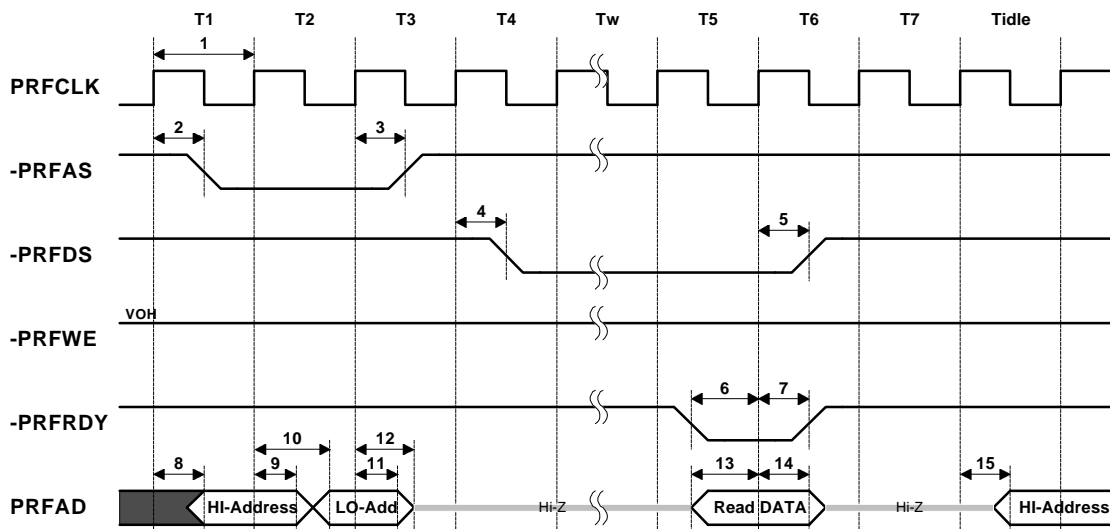 T1 T2 T3 T4 Tw T5 T6 T7 Tidle
1
PRFCLK
2 3
-PRFAS
4 5
-PRFDS
VOH
-PRFWE
6 7
-PRFRDY
10 12
8 9 11 13 14 15
PRFAD HI-Address LO-Add Hi-Z Read DATA Hi-Z HI-Address